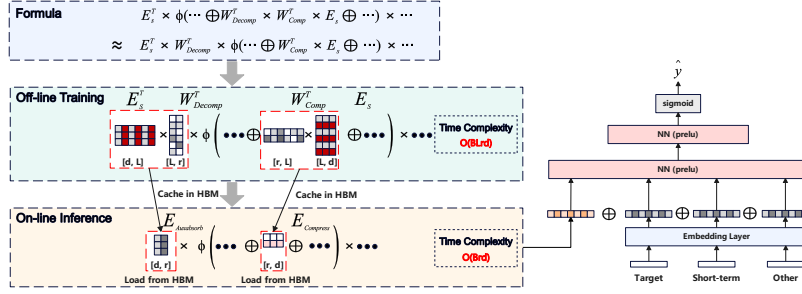 Formula
E_s^T × ϕ(··· ⊕W_Decomp^T × W_Comp^T × E_s ⊕ ···) × ···
≈ E_s^T × W_Decomp^T × ϕ(··· ⊕ W_Comp^T × E_s ⊕ ···) × ···
Off-line Training
E_s^T W_Decomp^T W_Comp^T E_s
× × ϕ ( ••• ⊕ × ⊕ ••• ) × •••
[d, L] [L, r] [r, L] [L, d]
Time Complexity
O(BLrd)
Cache in HBM
Cache in HBM
On-line Inference
E_Auadsorb E_Compress
× ϕ ( ••• ⊕ ⊕ ••• ) × •••
[d, r] [r, d]
Load from HBM
Load from HBM
Time Complexity
O(Brd)
ŷ
sigmoid
NN (prelu)
NN (prelu)
⊕ ⊕ ⊕
Embedding Layer
Target Short-term Other